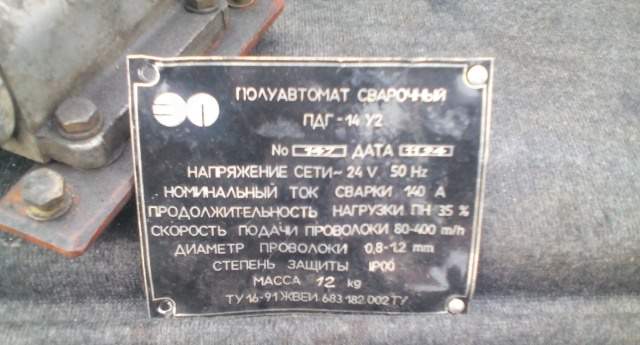 ЭП
ПОЛУАВТОМАТ СВАРОЧНЫЙ
ПДГ-14 У2
No ДАТА
НАПРЯЖЕНИЕ СЕТИ ~ 24 V 50 Hz
НОМИНАЛЬНЫЙ ТОК СВАРКИ 140 А
ПРОДОЛЖИТЕЛЬНОСТЬ НАГРУЗКИ ПН 35 %
СКОРОСТЬ ПОДАЧИ ПРОВОЛОКИ 80-400 m/h
ДИАМЕТР ПРОВОЛОКИ 0,8-1.2 mm
СТЕПЕНЬ ЗАЩИТЫ IP00
МАССА 12 kg
ТУ 16-91 ЖВЕИ.683.182.002 ТУ